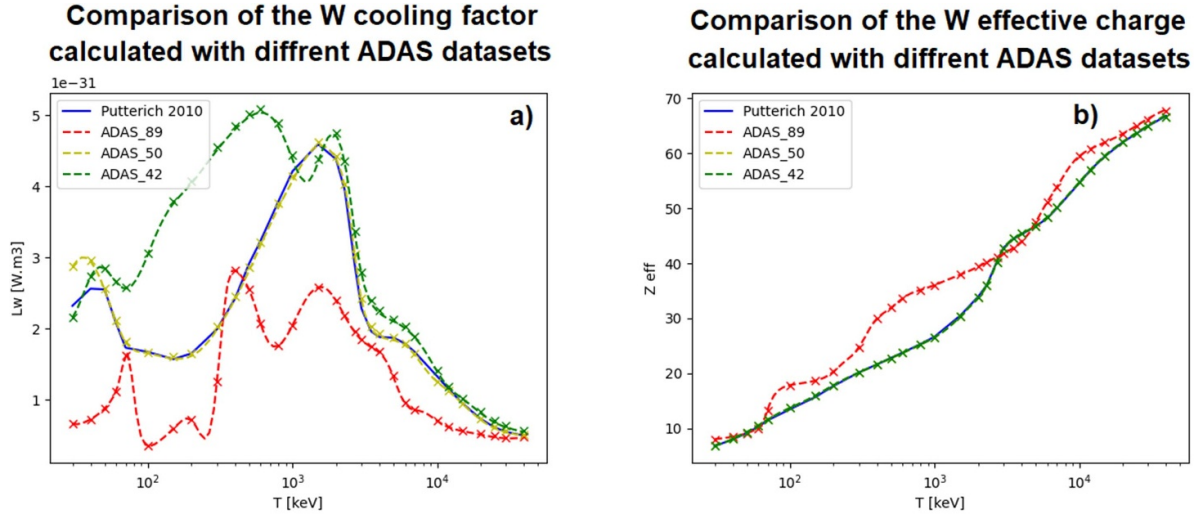 Comparison of the W cooling factor
calculated with diffrent ADAS datasets
1e−31
Putterich 2010
ADAS_89
ADAS_50
ADAS_42
a)
5
4
3
2
1
Lw [W.m3]
10²
10³
10⁴
T [keV]
Comparison of the W effective charge
calculated with diffrent ADAS datasets
Putterich 2010
ADAS_89
ADAS_50
ADAS_42
b)
70
60
50
40
30
20
10
Z eff
10²
10³
10⁴
T [keV]